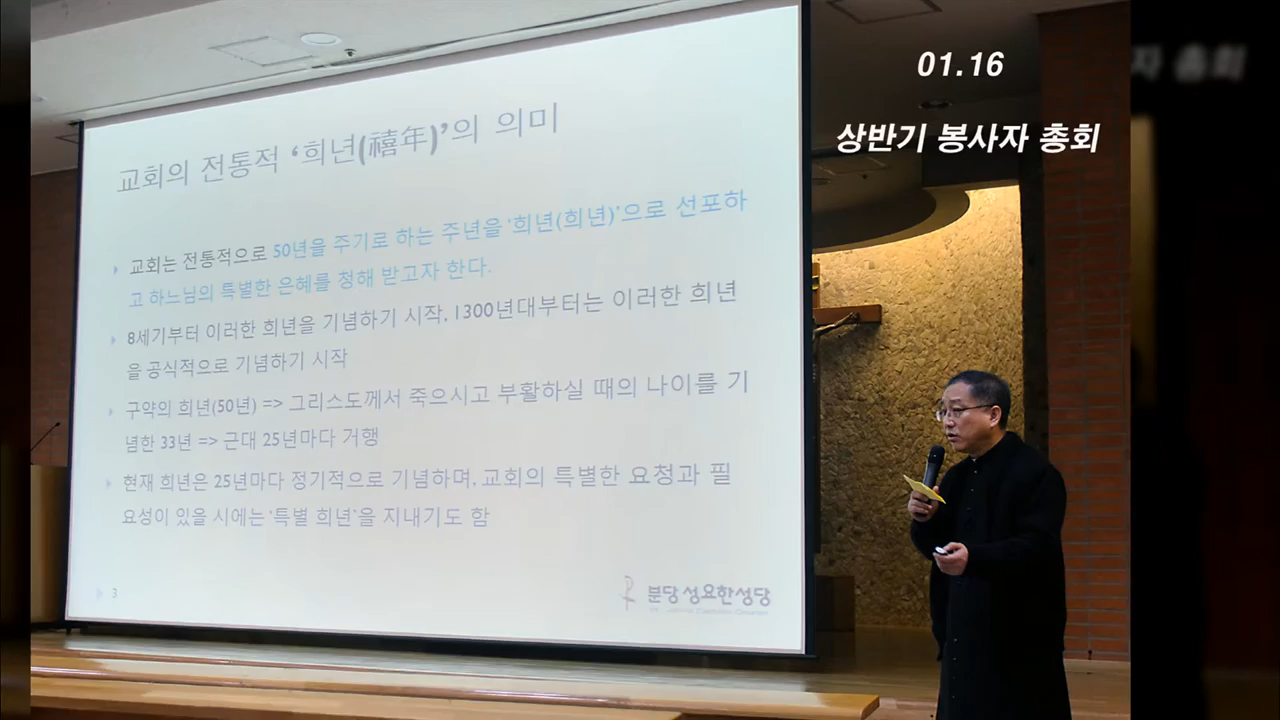 01.16
상반기 봉사자 총회
자 총회
교회의 전통적 ‘희년(禧年)’의 의미
교회는 전통적으로 50년을 주기로 하는 주년을 ‘희년(희년)’으로 선포하
고 하느님의 특별한 은혜를 청해 받고자 한다.
8세기부터 이러한 희년을 기념하기 시작, 1300년대부터는 이러한 희년
을 공식적으로 기념하기 시작
구약의 희년(50년) => 그리스도께서 죽으시고 부활하실 때의 나이를 기
념한 33년 => 근대 25년마다 거행
현재 희년은 25년마다 정기적으로 기념하며, 교회의 특별한 요청과 필
요성이 있을 시에는 ‘특별 희년’을 지내기도 함
3
분당성요한성당